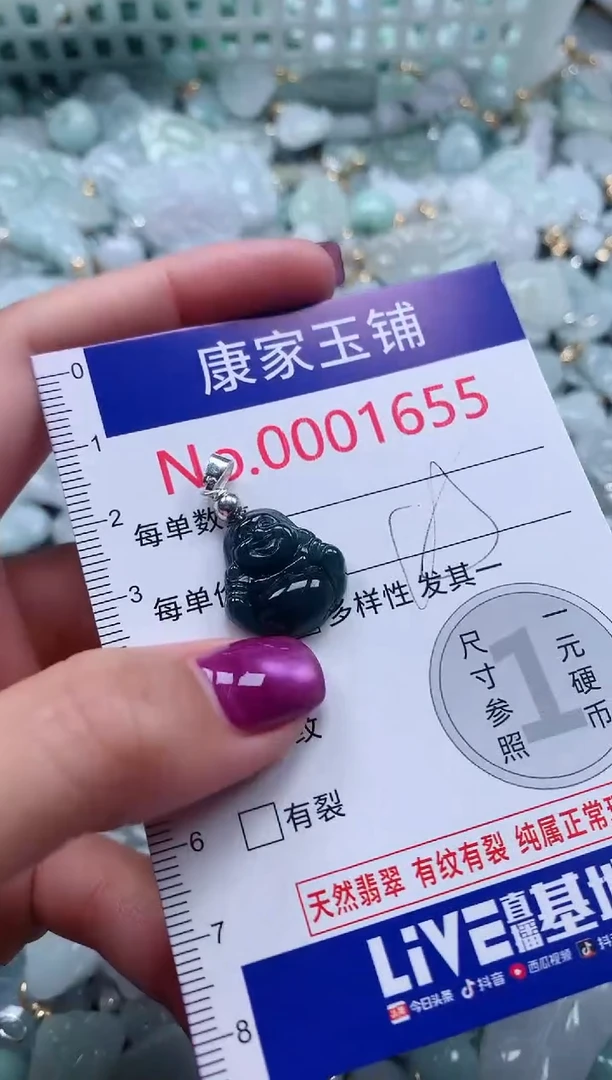 康家玉铺
No.0001655
0
1
2
每单数
3
每单
多样性 发其一
尺寸参照
1
一元硬币
纹
有裂
6
天然翡翠 有纹有裂 纯属正常
7
LiVE直播基地
今日头条 抖音 西瓜视频
8